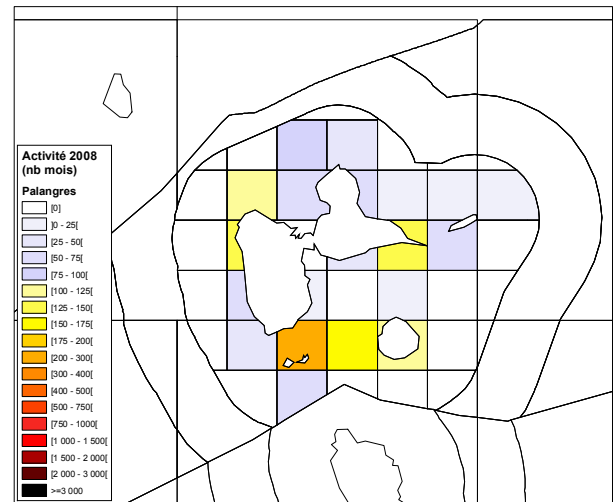 Activité 2008
(nb mois)
Palangres
[0]
]0 - 25[
[25 - 50[
[50 - 75[
[75 - 100[
[100 - 125[
[125 - 150[
[150 - 175[
[175 - 200[
[200 - 300[
[300 - 400[
[400 - 500[
[500 - 750[
[750 - 1000[
[1 000 - 1 500[
[1 500 - 2 000[
[2 000 - 3 000[
>=3 000